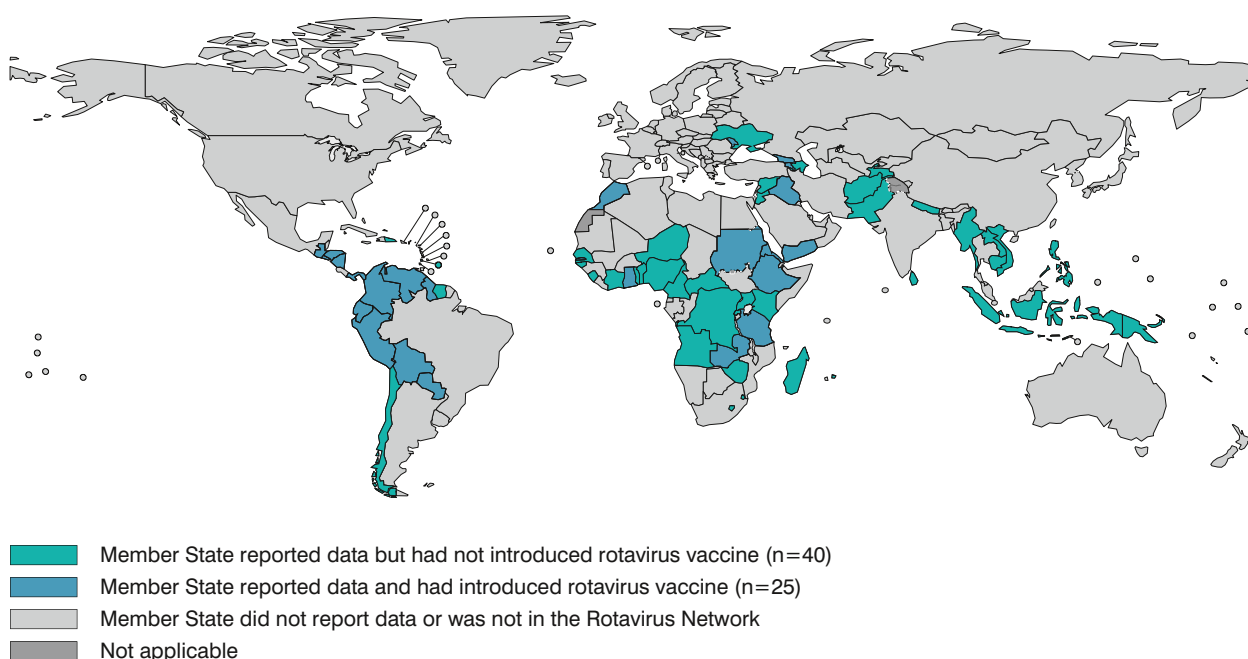 Member State reported data but had not introduced rotavirus vaccine (n=40)
Member State reported data and had introduced rotavirus vaccine (n=25)
Member State did not report data or was not in the Rotavirus Network
Not applicable